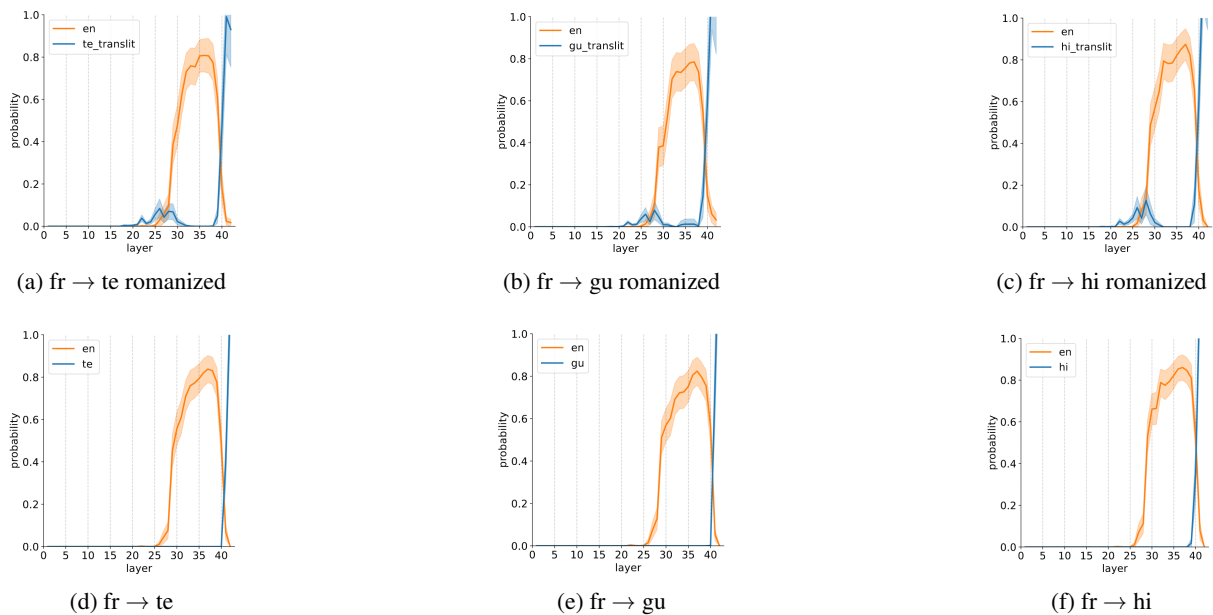 1.0
0.8
0.6
0.4
0.2
0.0
probability
en
te_translit
0 5 10 15 20 25 30 35 40
layer
(a) fr → te romanized
1.0
0.8
0.6
0.4
0.2
0.0
probability
en
gu_translit
0 5 10 15 20 25 30 35 40
layer
(b) fr → gu romanized
1.0
0.8
0.6
0.4
0.2
0.0
probability
en
hi_translit
0 5 10 15 20 25 30 35 40
layer
(c) fr → hi romanized
1.0
0.8
0.6
0.4
0.2
0.0
probability
en
te
0 5 10 15 20 25 30 35 40
layer
(d) fr → te
1.0
0.8
0.6
0.4
0.2
0.0
probability
en
gu
0 5 10 15 20 25 30 35 40
layer
(e) fr → gu
1.0
0.8
0.6
0.4
0.2
0.0
probability
en
hi
0 5 10 15 20 25 30 35 40
layer
(f) fr → hi